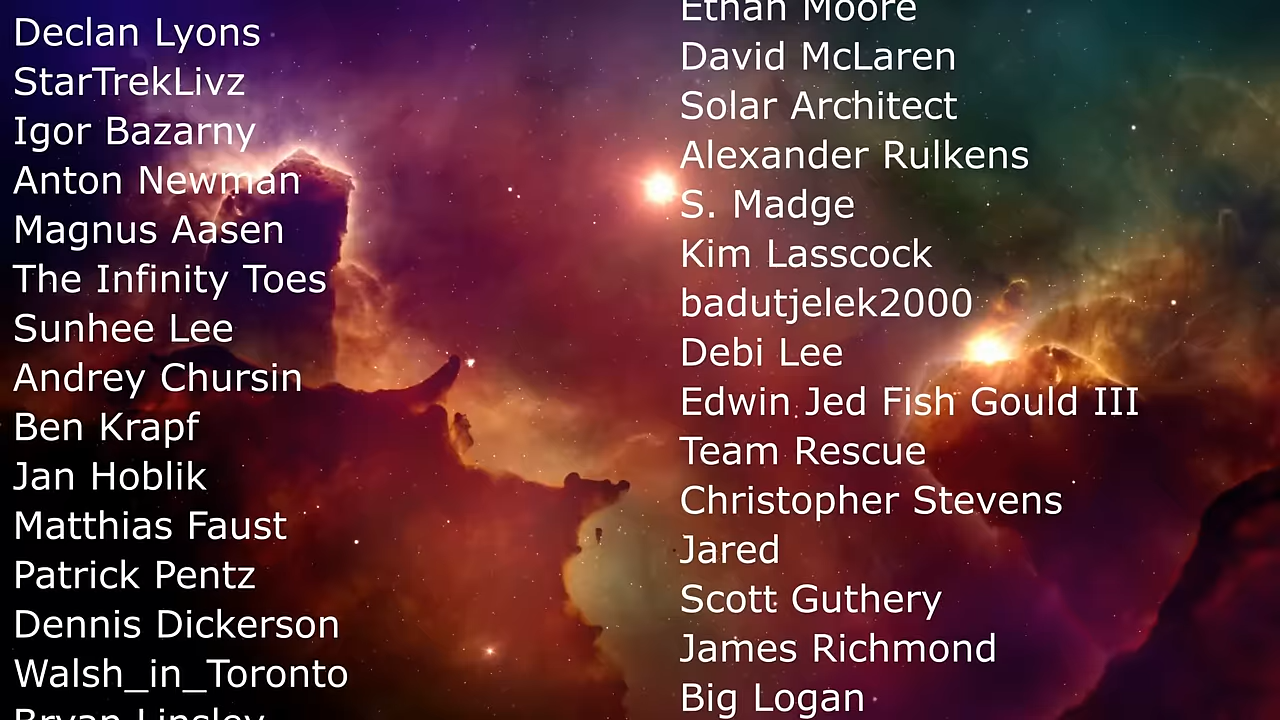 Declan Lyons
StarTrekLivz
Igor Bazarny
Anton Newman
Magnus Aasen
The Infinity Toes
Sunhee Lee
Andrey Chursin
Ben Krapf
Jan Hoblik
Matthias Faust
Patrick Pentz
Dennis Dickerson
Walsh_in_Toronto
Bryan Linsley
Ethan Moore
David McLaren
Solar Architect
Alexander Rulkens
S. Madge
Kim Lasscock
badutjelek2000
Debi Lee
Edwin Jed Fish Gould III
Team Rescue
Christopher Stevens
Jared
Scott Guthery
James Richmond
Big Logan